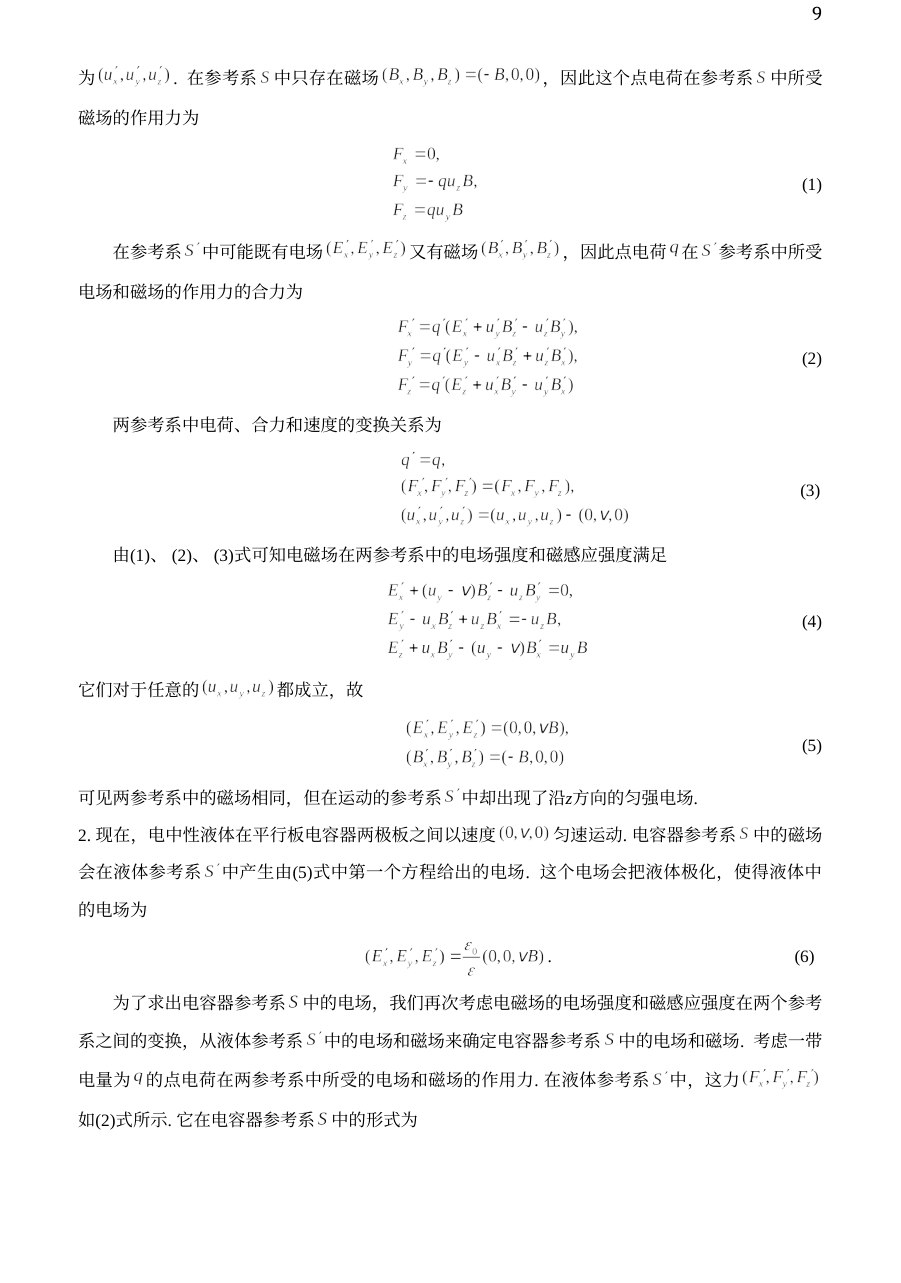 9
为(u′x,u′y,u′z). 在参考系 S 中只存在磁场(Bx,By,Bz)=(−B,0,0)，因此这个点电荷在参考系 S 中所受
磁场的作用力为
Fx=0,
Fy=−quzB,
(1)
Fz=quyB
在参考系 S′中可能既有电场(E′x,E′y,E′z)又有磁场(B′x,B′y,B′z)，因此点电荷 q 在 S′参考系中所受
电场和磁场的作用力的合力为
F′x=q′(E′x+u′yB′z−u′zB′y),
F′y=q′(E′y−u′xB′z+u′zB′x),
(2)
F′z=q′(E′z+u′xB′y−u′yB′x)
两参考系中电荷、合力和速度的变换关系为
q′=q,
(F′x,F′y,F′z)=(Fx,Fy,Fz),
(3)
(u′x,u′y,u′z)=(ux,uy,uz)−(0,v,0)
由(1)、 (2)、 (3)式可知电磁场在两参考系中的电场强度和磁感应强度满足
E′x+(uy−v)B′z−uzB′y=0,
E′y−uxB′z+uzB′x=−uzB,
(4)
E′z+uxB′y−(uy−v)B′x=uyB
它们对于任意的(ux,uy,uz)都成立，故
(E′x,E′y,E′z)=(0,0,vB),
(5)
(B′x,B′y,B′z)=(−B,0,0)
可见两参考系中的磁场相同，但在运动的参考系 S′中却出现了沿z方向的匀强电场.
2. 现在，电中性液体在平行板电容器两极板之间以速度(0,v,0) 匀速运动. 电容器参考系 S 中的磁场
会在液体参考系 S′中产生由(5)式中第一个方程给出的电场. 这个电场会把液体极化，使得液体中
的电场为
(E′x,E′y,E′z)=ε0/ε(0,0,vB). (6)
为了求出电容器参考系 S 中的电场，我们再次考虑电磁场的电场强度和磁感应强度在两个参考
系之间的变换，从液体参考系 S′中的电场和磁场来确定电容器参考系 S 中的电场和磁场. 考虑一带
电量为 q 的点电荷在两参考系中所受的电场和磁场的作用力. 在液体参考系 S′中，这力(F′x,F′y,F′z)
如(2)式所示. 它在电容器参考系 S 中的形式为